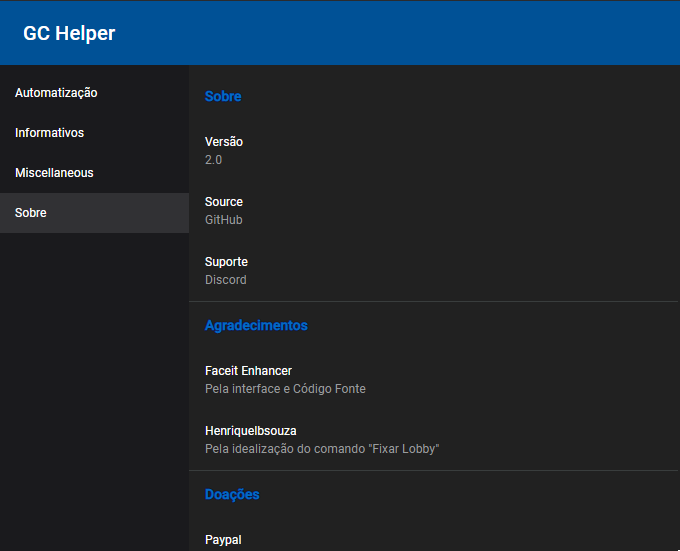 GC Helper
Automatização
Informativos
Miscellaneous
Sobre
Sobre
Versão
2.0
Source
GitHub
Suporte
Discord
Agradecimentos
Faceit Enhancer
Pela interface e Código Fonte
Henriquelbsouza
Pela idealização do comando "Fixar Lobby"
Doações
Paypal